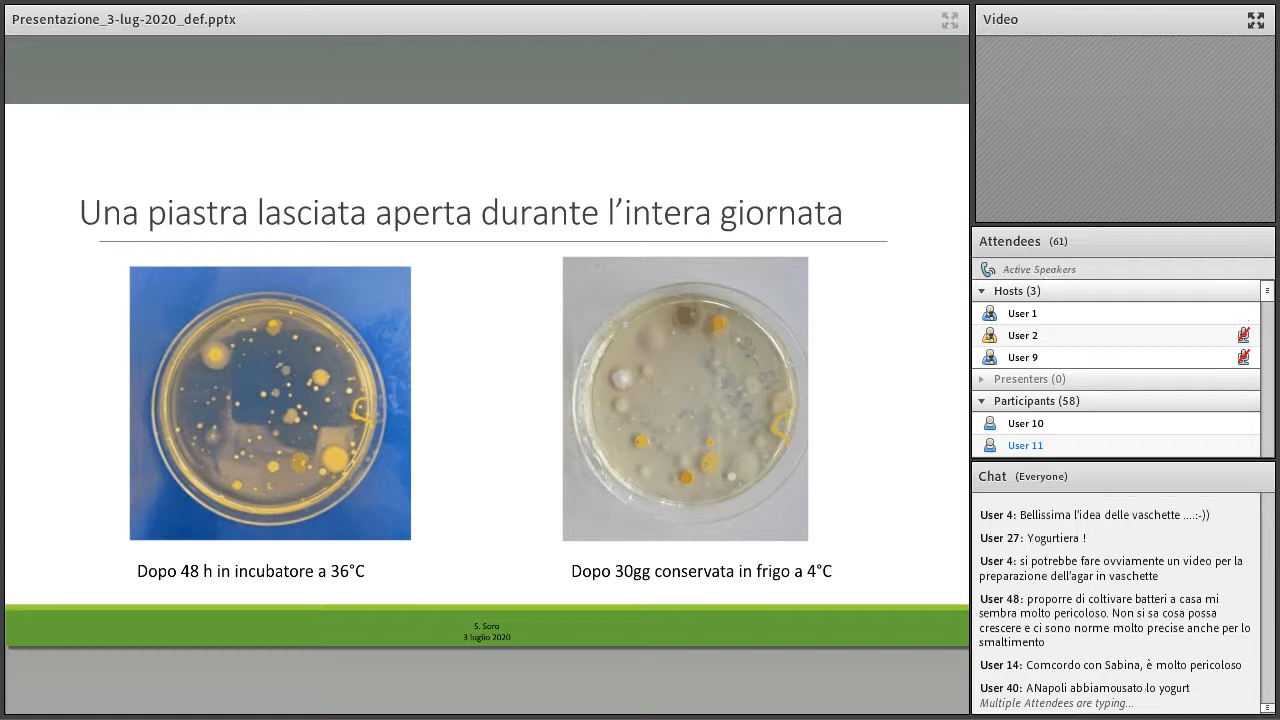 Presentazione_3-lug-2020_def.pptx
Una piastra lasciata aperta durante l'intera giornata
Dopo 48 h in incubatore a 36°C
Dopo 30gg conservata in frigo a 4°C
S. Sora
3 luglio 2020
Video
Attendees (61)
Active Speakers
Hosts (3)
User 1
User 2
User 9
Presenters (0)
Participants (58)
User 10
User 11
Chat (Everyone)
User 4: Bellissima l'idea delle vaschette ....:-))
User 27: Yogurtiera !
User 4: si potrebbe fare ovviamente un video per la
preparazione dell'agar in vaschette
User 48: proporre di coltivare batteri a casa mi
sembra molto pericoloso. Non si sa cosa possa
crescere e ci sono norme molto precise anche per lo
smaltimento
User 14: Comcordo con Sabina, è molto pericoloso
User 40: ANapoli abbiamousato lo yogurt
Multiple Attendees are typing...